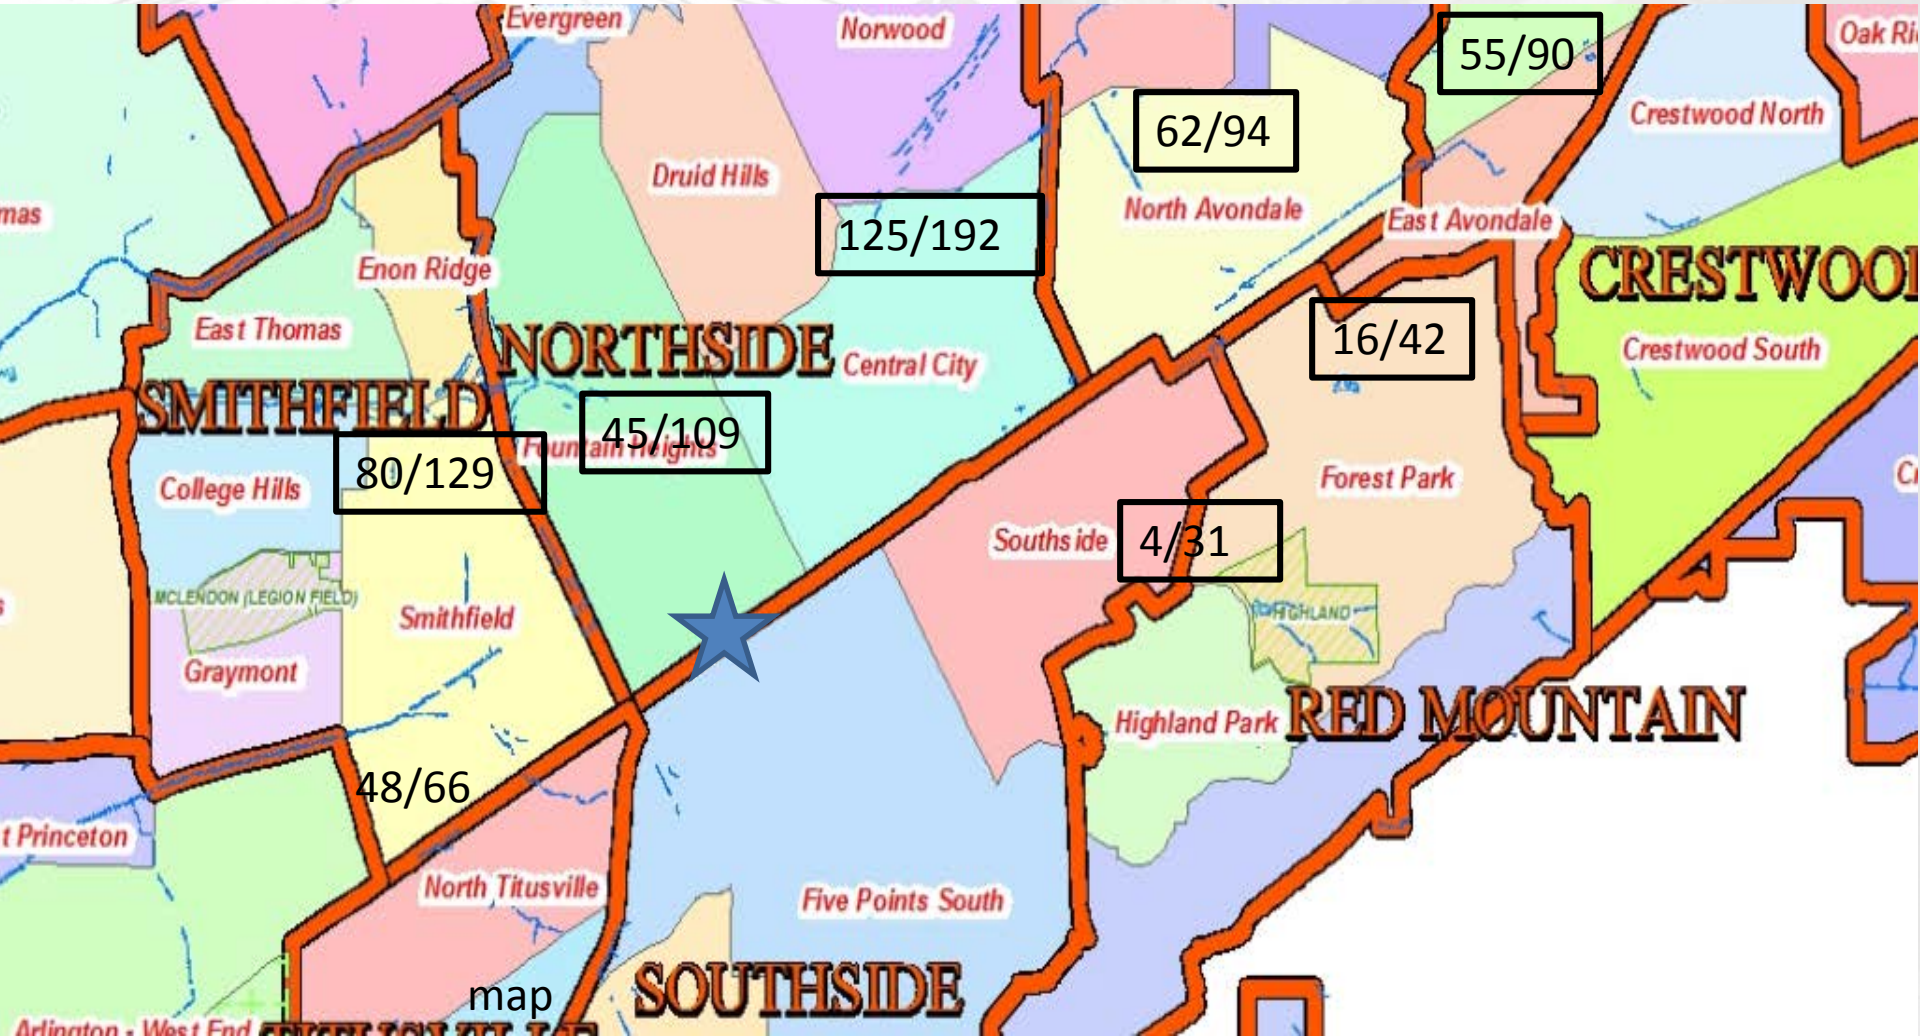 Evergreen
Norwood
Oak Ri
55/90
Crestwood North
62/94
Druid Hills
mas
North Avondale
East Avondale
125/192
Enon Ridge
CRESTWOO
East Thomas
NORTHSIDE
Central City
16/42
Crestwood South
SMITHFIELD
45/109
Fountain Heights
80/129
College Hills
Forest Park
C
Southside
4/31
MCLENDON (LEGION FIELD)
Smithfield
HIGHLAND
Graymont
Highland Park
RED MOUNTAIN
48/66
t Princeton
North Titusville
Five Points South
SOUTHSIDE
map
Arlington - West End